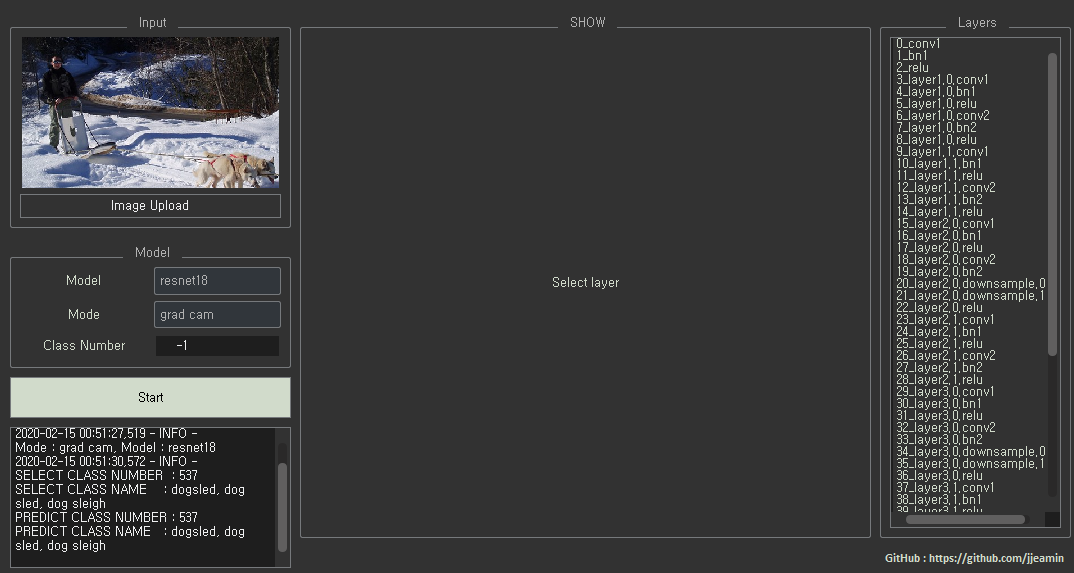 Input
Image Upload
Model
Model
resnet18
Mode
grad cam
Class Number
-1
Start
2020-02-15 00:51:27,519 - INFO -
Mode : grad cam, Model : resnet18
2020-02-15 00:51:30,572 - INFO -
SELECT CLASS NUMBER : 537
SELECT CLASS NAME : dogsled, dog
sled, dog sleigh
PREDICT CLASS NUMBER : 537
PREDICT CLASS NAME : dogsled, dog
sled, dog sleigh
SHOW
Select layer
Layers
0_conv1
1_bn1
2_relu
3_layer1.0.conv1
4_layer1.0.bn1
5_layer1.0.relu
6_layer1.0.conv2
7_layer1.0.bn2
8_layer1.0.relu
9_layer1.1.conv1
10_layer1.1.bn1
11_layer1.1.relu
12_layer1.1.conv2
13_layer1.1.bn2
14_layer1.1.relu
15_layer2.0.conv1
16_layer2.0.bn1
17_layer2.0.relu
18_layer2.0.conv2
19_layer2.0.bn2
20_layer2.0.downsample.0
21_layer2.0.downsample.1
22_layer2.0.relu
23_layer2.1.conv1
24_layer2.1.bn1
25_layer2.1.relu
26_layer2.1.conv2
27_layer2.1.bn2
28_layer2.1.relu
29_layer3.0.conv1
30_layer3.0.bn1
31_layer3.0.relu
32_layer3.0.conv2
33_layer3.0.bn2
34_layer3.0.downsample.0
35_layer3.0.downsample.1
36_layer3.0.relu
37_layer3.1.conv1
38_layer3.1.bn1
39_layer3.1.relu
GitHub : https://github.com/jjeamin